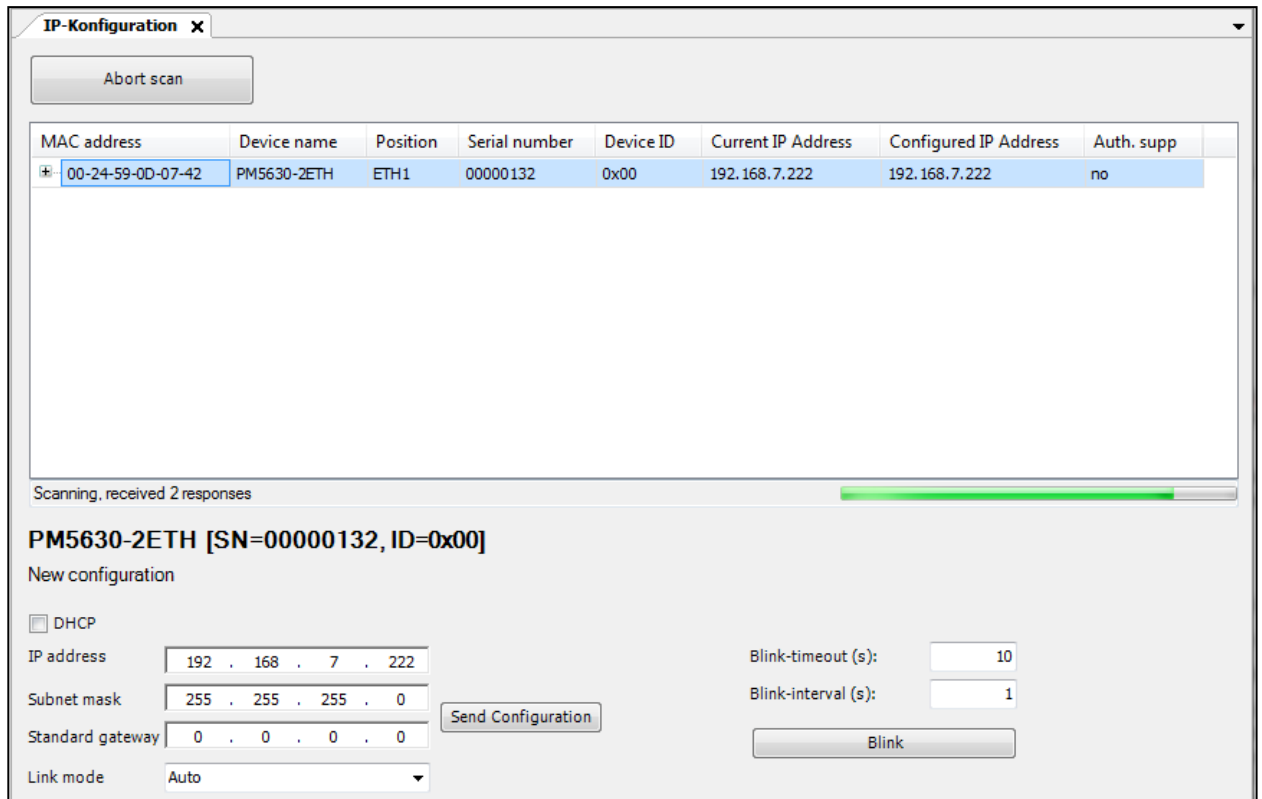 IP-Konfiguration x
Abort scan
MAC address Device name Position Serial number Device ID Current IP Address Configured IP Address Auth. supp
00-24-59-0D-07-42 PM5630-2ETH ETH1 00000132 0x00 192.168.7.222 192.168.7.222 no
Scanning, received 2 responses
PM5630-2ETH [SN=00000132, ID=0x00]
New configuration
DHCP
IP address 192 . 168 . 7 . 222 Blink-timeout (s): 10
Subnet mask 255 . 255 . 255 . 0 Blink-interval (s): 1
Send Configuration
Standard gateway 0 . 0 . 0 . 0 Blink
Link mode Auto